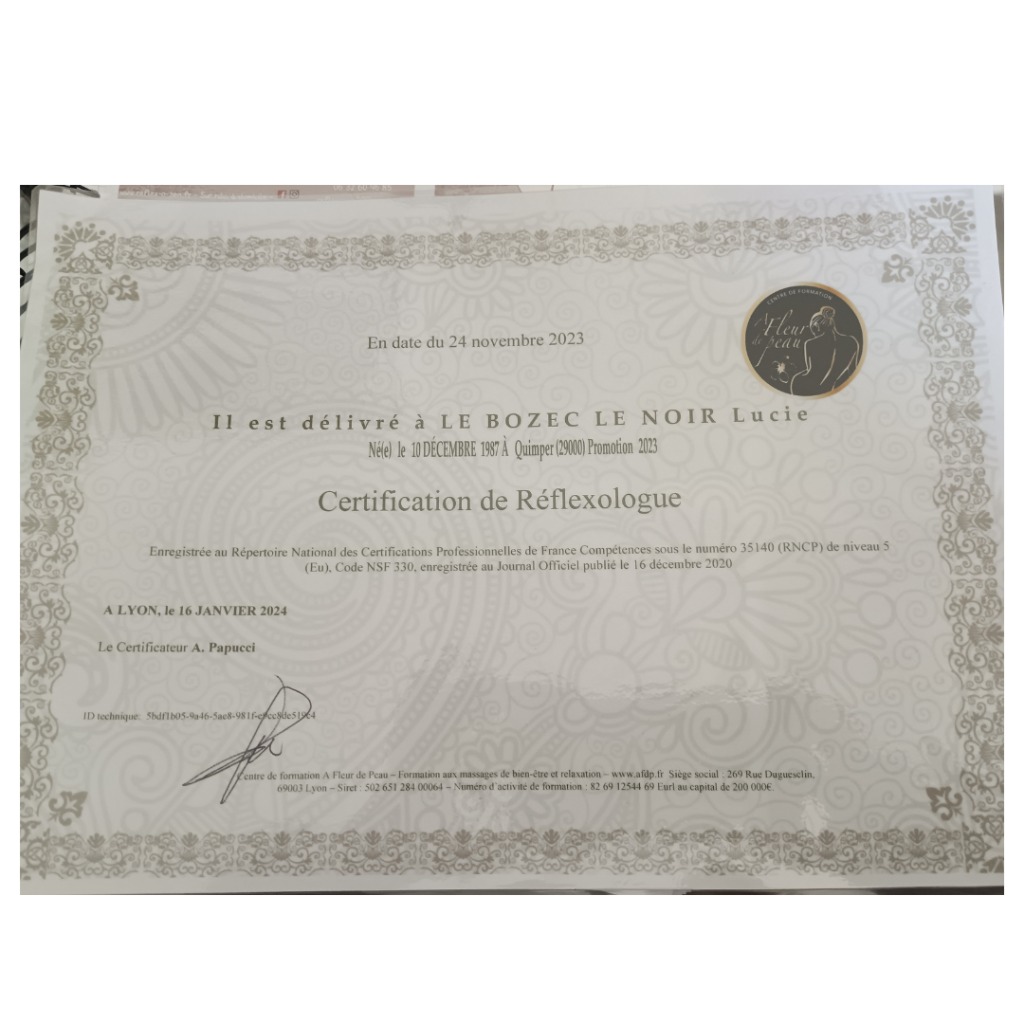 CENTRE DE FORMATION
Fleur
de peau
En date du 24 novembre 2023
Il est délivré à LE BOZEC LE NOIR Lucie
Né(e) le 10 DÉCEMBRE 1987 À Quimper (29000) Promotion 2023
Certification de Réflexologue
Enregistrée au Répertoire National des Certifications Professionnelles de France Compétences sous le numéro 35140 (RNCP) de niveau 5
(Eu), Code NSF 330, enregistrée au Journal Officiel publié le 16 décembre 2020
A LYON, le 16 JANVIER 2024
Le Certificateur A. Papucci
ID technique: 5bdf1b05-9a46-5ae8-981f-
Centre de formation A Fleur de Peau – Formation aux massages de bien-être et relaxation – www.afdp.fr Siège social : 269 Rue Duguesclin,
69003 Lyon – Siret : 502 651 284 00064 – Numéro d'activité de formation : 82 69 12544 69 Eurl au capital de 200 000€.